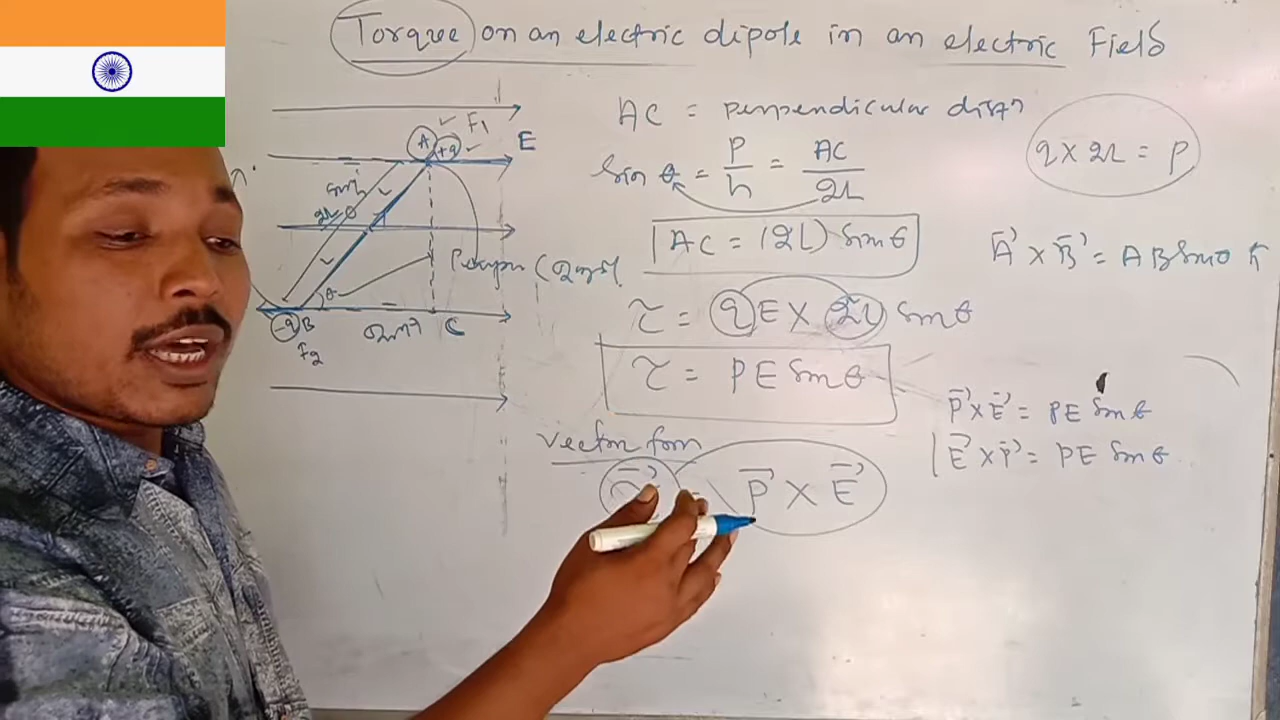 Torque on an electric dipole in an electric Field
AC = perpendicular distⁿ
sin θ = P/h = AC/2L
AC = (2L) sin θ
τ = qE × 2L sin θ
τ = PE sin θ
Vector form
τ⃗ = P⃗ × E⃗
q × 2L = P
A⃗ × B⃗ = AB sin θ
P⃗ × E⃗ = PE sin θ
E⃗ × P⃗ = PE sin θ
A +q F₁
E
2L
θ
-q B
C
F₂